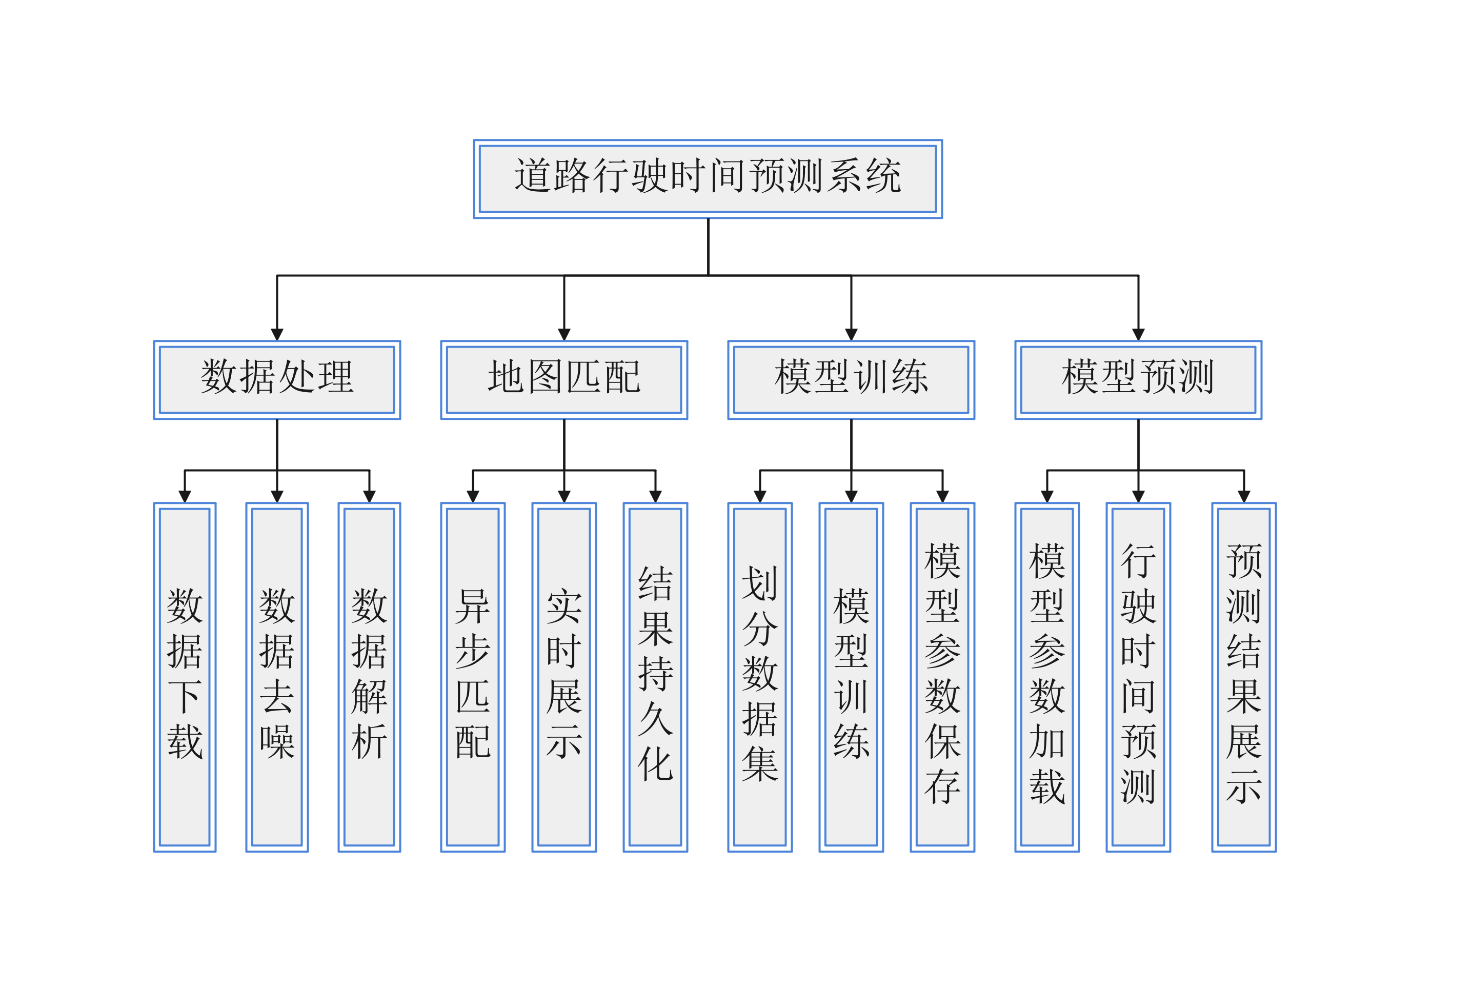 道路行驶时间预测系统
数据处理
地图匹配
模型训练
模型预测
数据下载
数据去噪
数据解析
异步匹配
实时展示
结果持久化
划分数据集
模型训练
模型参数保存
模型参数加载
行驶时间预测
预测结果展示